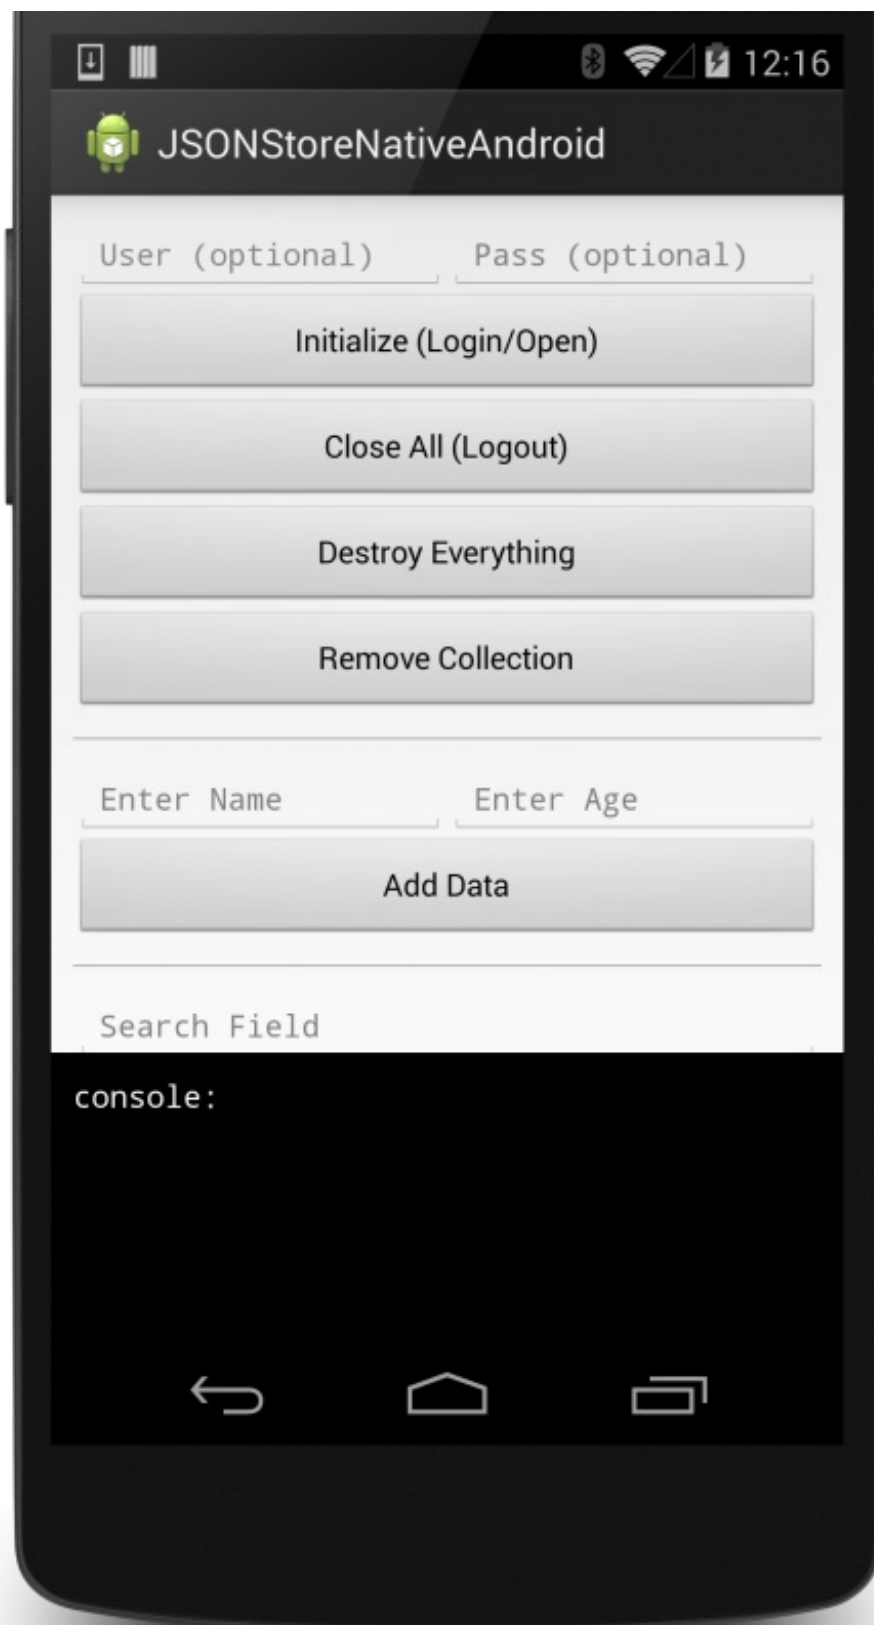 12:16
JSONStoreNativeAndroid
User (optional) Pass (optional)
Initialize (Login/Open)
Close All (Logout)
Destroy Everything
Remove Collection
Enter Name Enter Age
Add Data
Search Field
console: